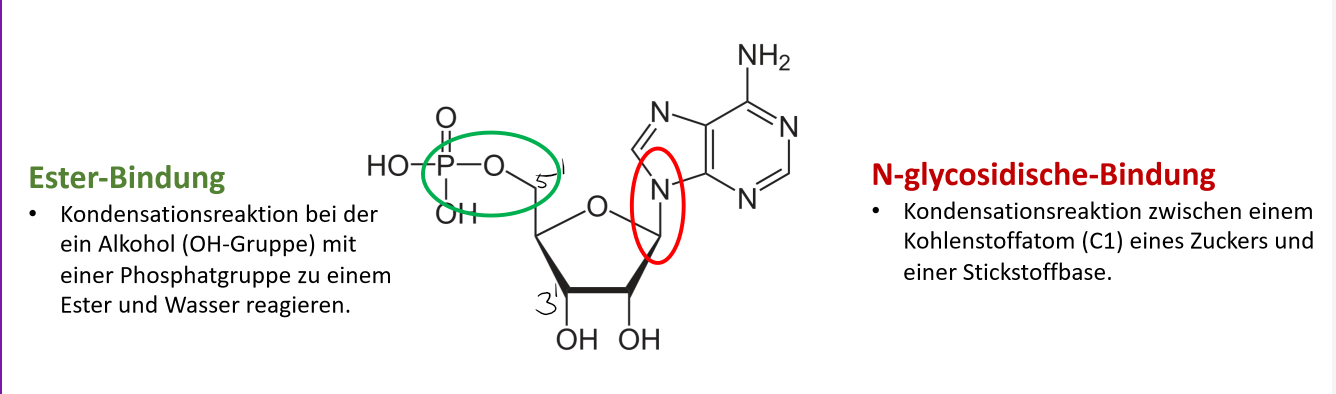 Ester-Bindung
• Kondensationsreaktion bei der
ein Alkohol (OH-Gruppe) mit
einer Phosphatgruppe zu einem
Ester und Wasser reagieren.
NH₂
N
N
N
N
O
HO
P
O
OH
5'
O
3'
OH
OH
N-glycosidische-Bindung
• Kondensationsreaktion zwischen einem
Kohlenstoffatom (C1) eines Zuckers und
einer Stickstoffbase.